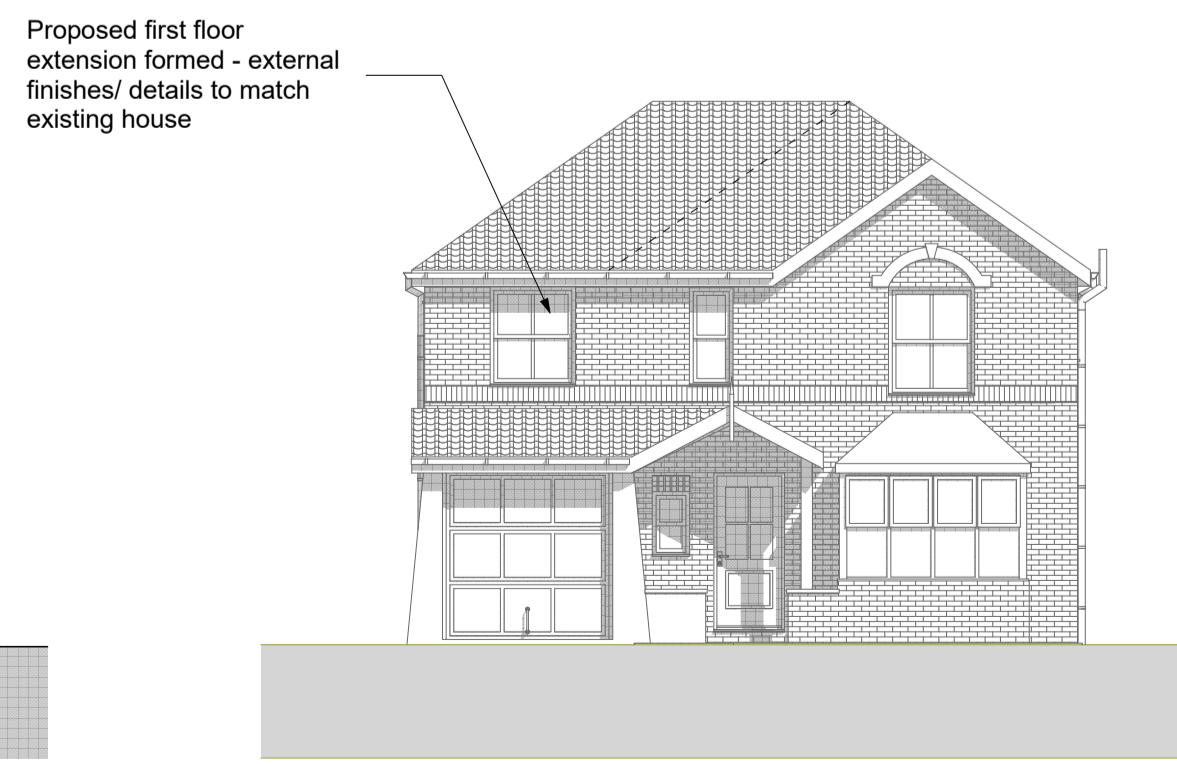 Proposed first floor
extension formed - external
finishes/ details to match
existing house